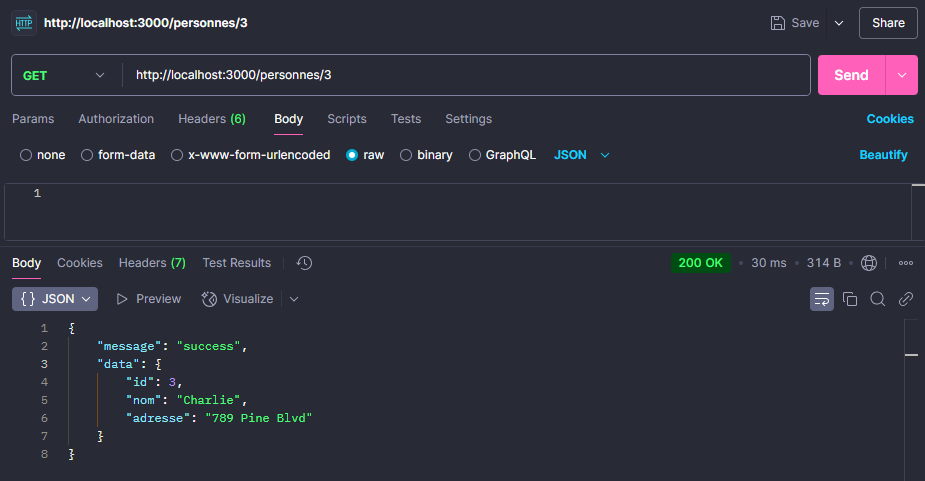 HTTP http://localhost:3000/personnes/3 Save Share
GET http://localhost:3000/personnes/3 Send
Params Authorization Headers (6) Body Scripts Tests Settings Cookies
none form-data x-www-form-urlencoded raw binary GraphQL JSON Beautify
1
Body Cookies Headers (7) Test Results 200 OK • 30 ms • 314 B •
{} JSON Preview Visualize
1 {
2 "message": "success",
3 "data": {
4 "id": 3,
5 "nom": "Charlie",
6 "adresse": "789 Pine Blvd"
7 }
8 }